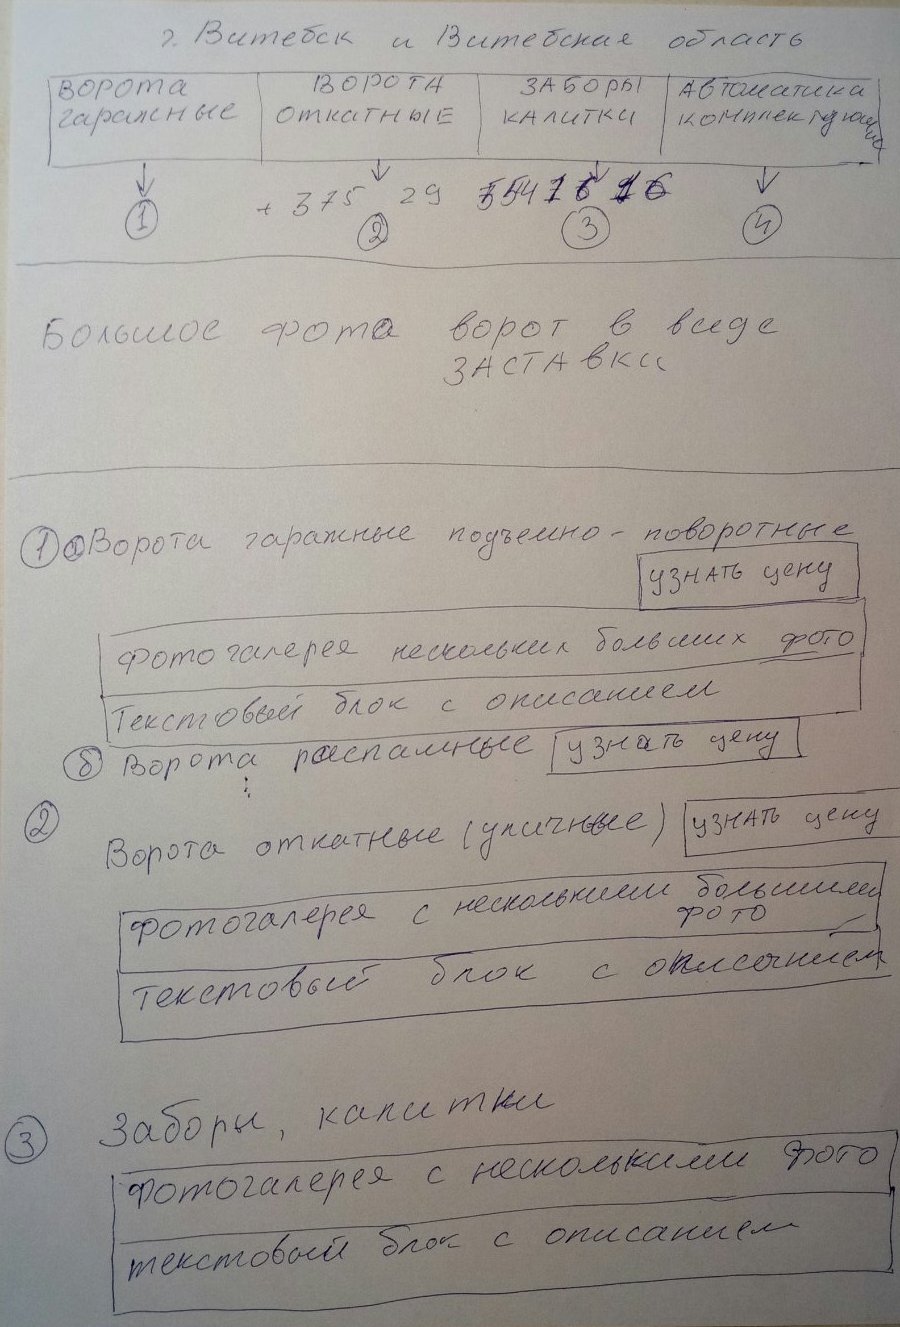 г. Витебск и Витебская область
ВОРОТА гаражные
ВОРОТА ОТКАТНЫЕ
ЗАБОРЫ КАЛИТКИ
Автоматика комплектующие
+ 375 29
1
2
3
4
Большое фото ворот в виде
ЗАСТАВКИ
1 а Ворота гаражные подъемно-поворотные
УЗНАТЬ цену
Фотогалерея нескольких больших фото
Текстовый блок с описанием
б Ворота распашные узнать цену
2
Ворота откатные (уличные) УЗНАТЬ цену
Фотогалерея с несколькими большими
фото
текстовый блок с описанием
3 Заборы, калитки
Фотогалерея с несколькими фото
текстовый блок с описанием